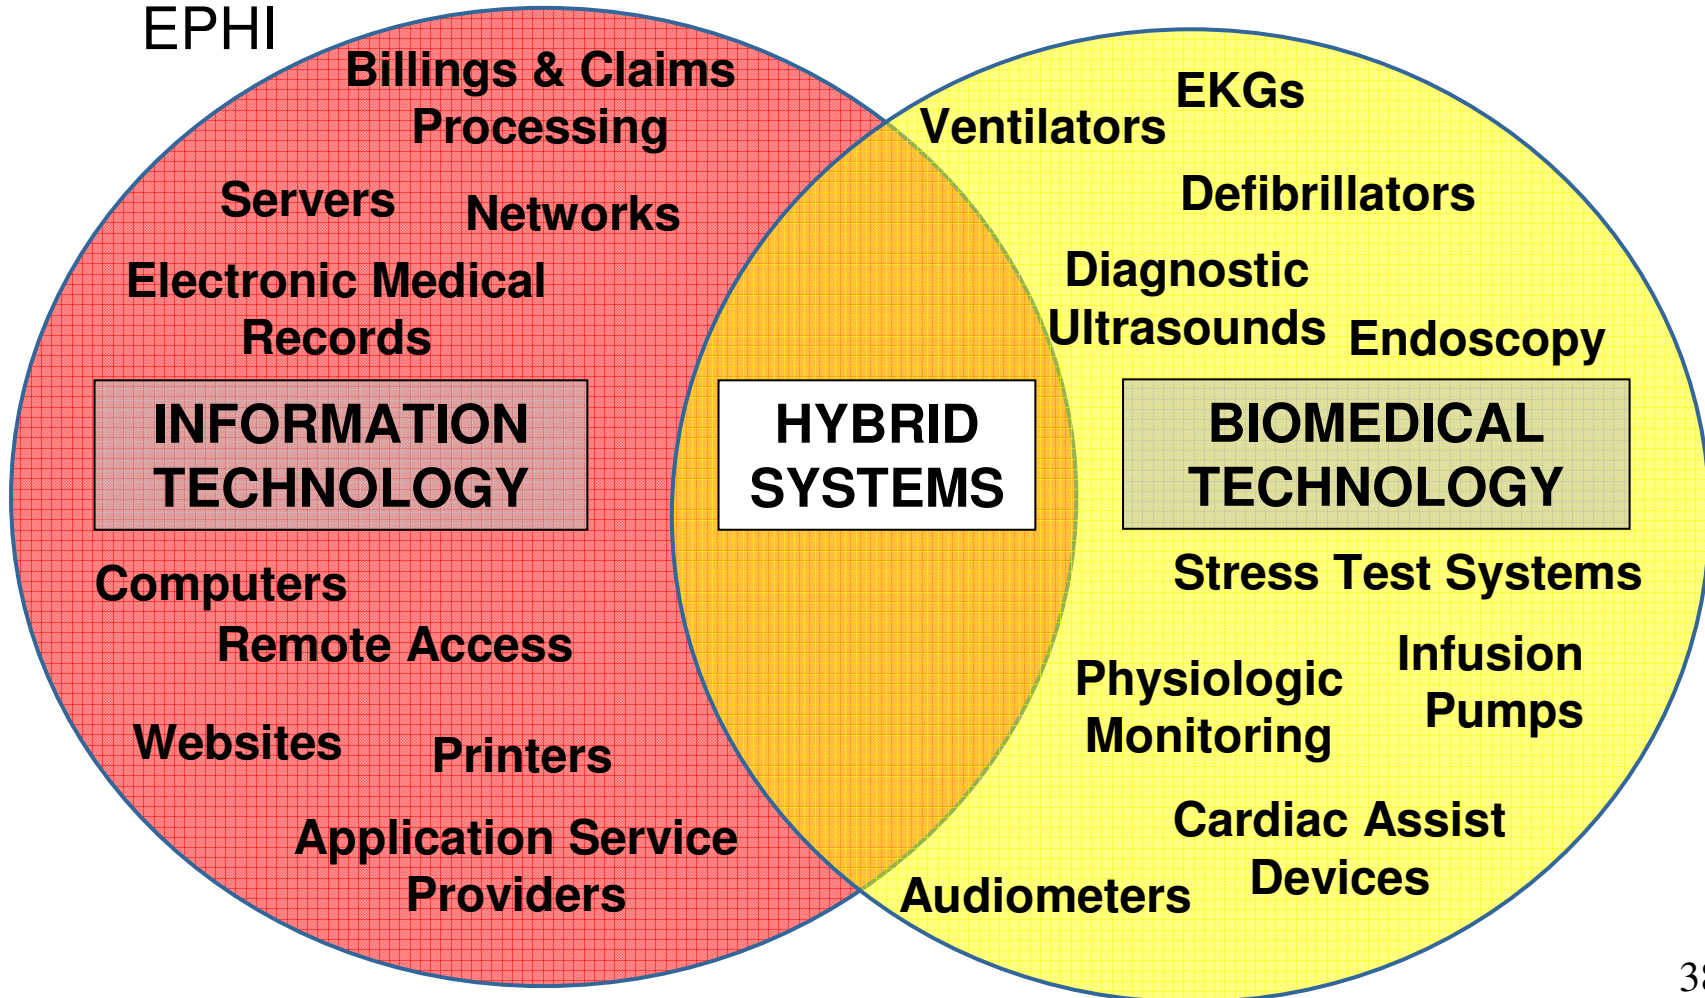 EPHI
Billings & Claims
Processing
Servers
Networks
Electronic Medical
Records
INFORMATION
TECHNOLOGY
Computers
Remote Access
Websites
Printers
Application Service
Providers
HYBRID
SYSTEMS
EKGs
Ventilators
Defibrillators
Diagnostic
Ultrasounds
Endoscopy
BIOMEDICAL
TECHNOLOGY
Stress Test Systems
Infusion
Pumps
Physiologic
Monitoring
Cardiac Assist
Devices
Audiometers
38